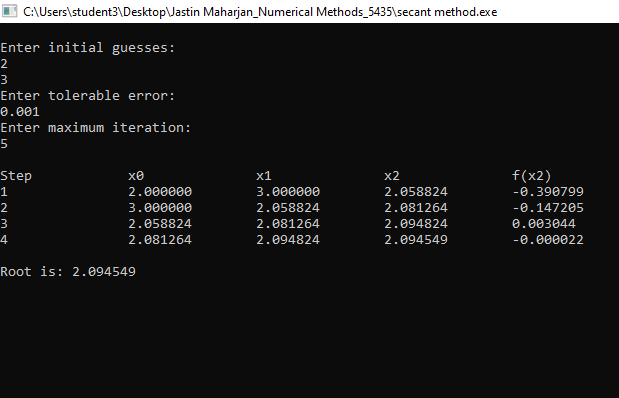 C:\Users\student3\Desktop\Jastin Maharjan_Numerical Methods_5435\secant method.exe
Enter initial guesses:
2
3
Enter tolerable error:
0.001
Enter maximum iteration:
5
Step x0 x1 x2 f(x2)
1 2.000000 3.000000 2.058824 -0.390799
2 3.000000 2.058824 2.081264 -0.147205
3 2.058824 2.081264 2.094824 0.003044
4 2.081264 2.094824 2.094549 -0.000022
Root is: 2.094549